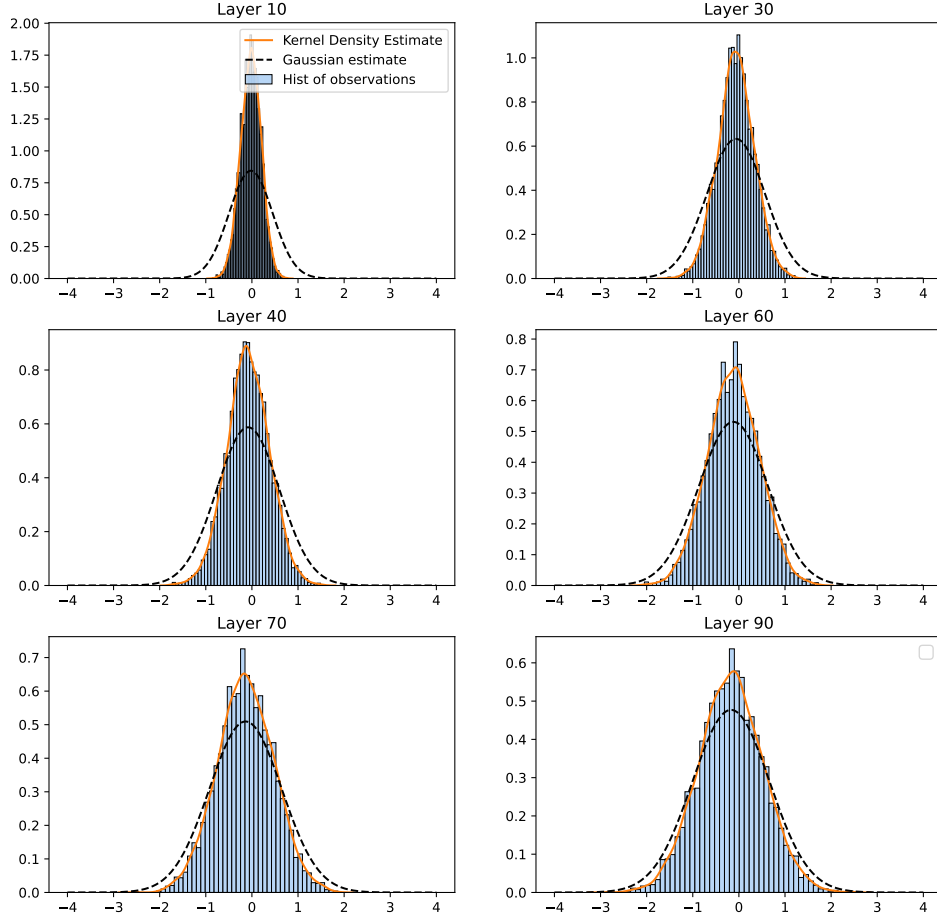 Layer 10
2.00
1.75
1.50
1.25
1.00
0.75
0.50
0.25
0.00
−4 −3 −2 −1 0 1 2 3 4
Kernel Density Estimate
Gaussian estimate
Hist of observations
Layer 30
1.0
0.8
0.6
0.4
0.2
0.0
−4 −3 −2 −1 0 1 2 3 4
Layer 40
0.8
0.6
0.4
0.2
0.0
−4 −3 −2 −1 0 1 2 3 4
Layer 60
0.8
0.7
0.6
0.5
0.4
0.3
0.2
0.1
0.0
−4 −3 −2 −1 0 1 2 3 4
Layer 70
0.7
0.6
0.5
0.4
0.3
0.2
0.1
0.0
−4 −3 −2 −1 0 1 2 3 4
Layer 90
0.6
0.5
0.4
0.3
0.2
0.1
0.0
−4 −3 −2 −1 0 1 2 3 4